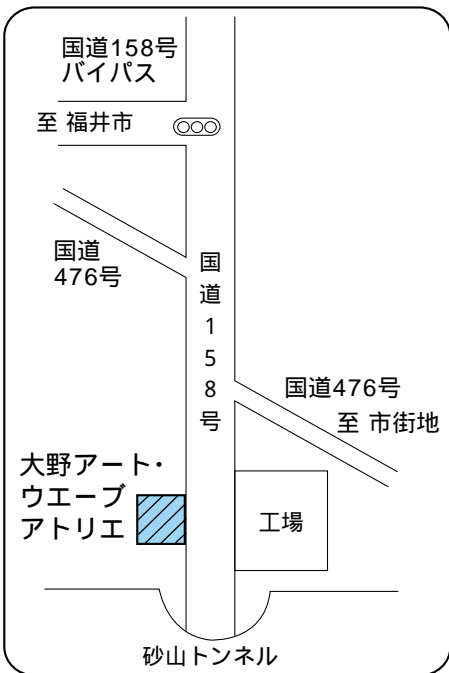 国道158号
バイパス
至 福井市
国道
476号
国道158号
国道476号
至 市街地
大野アート・
ウエーブ
アトリエ
工場
砂山トンネル